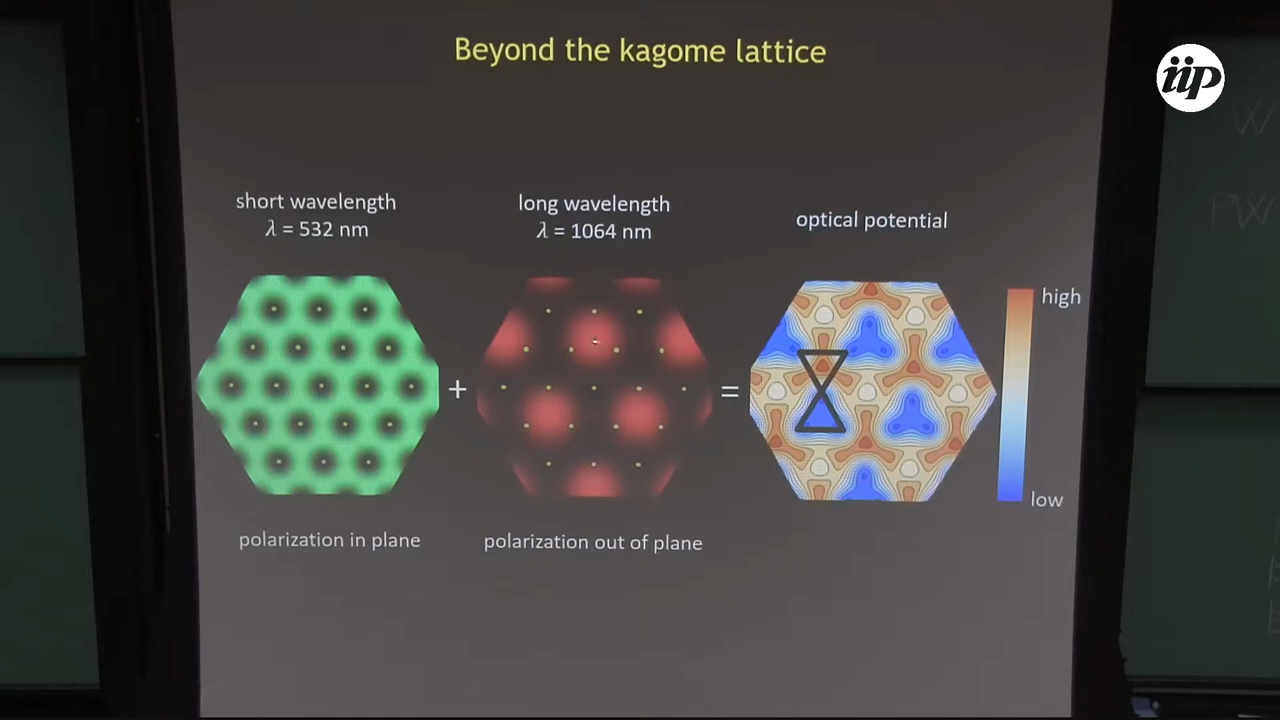 Beyond the kagome lattice
iip
short wavelength
λ = 532 nm
long wavelength
λ = 1064 nm
optical potential
high
+
=
low
polarization in plane
polarization out of plane